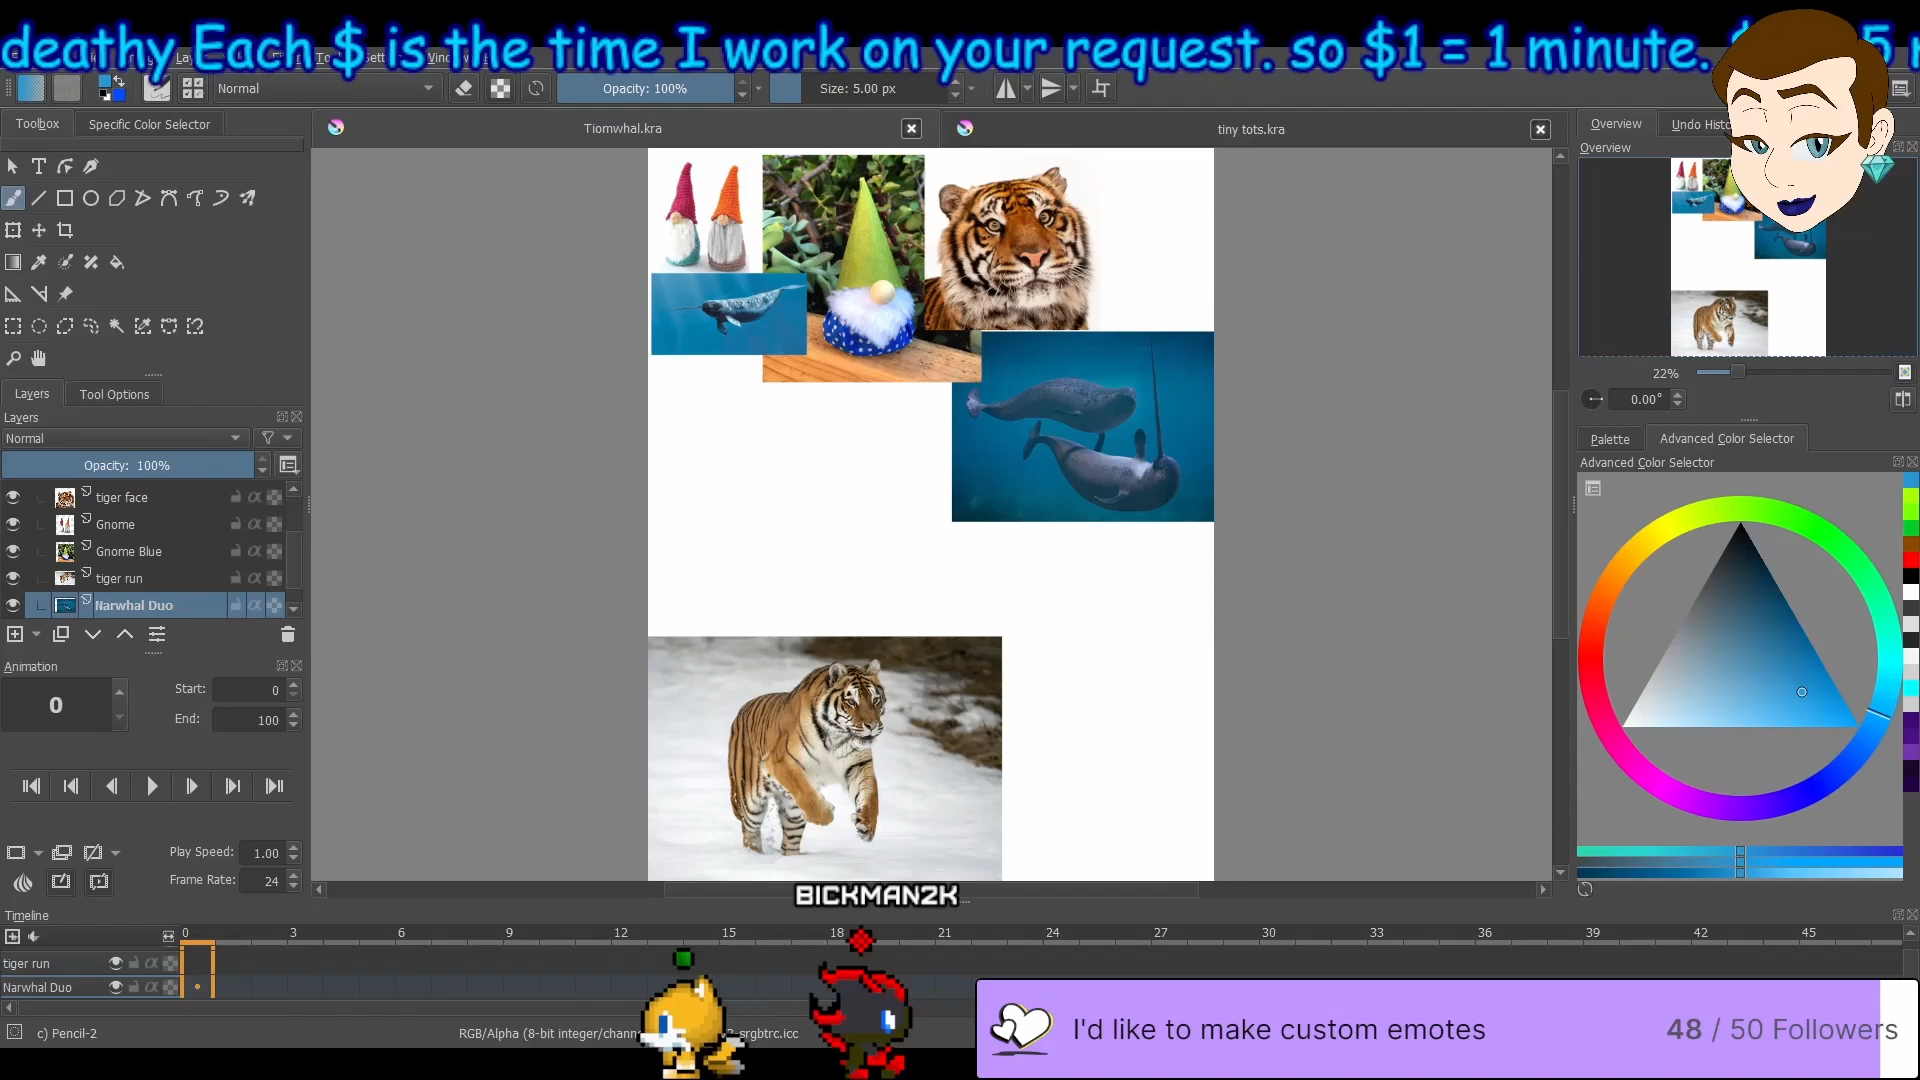 deathy Each $ is the time I work on your request. so $1 = 1 minute.
Normal
Opacity: 100%
Size: 5.00 px
Toolbox
Specific Color Selector
Tiomwhal.kra
tiny tots.kra
Overview
Undo Histo
Overview
22%
0.00°
Layers
Tool Options
Layers
Normal
Opacity: 100%
tiger face
Gnome
Gnome Blue
tiger run
Narwhal Duo
Palette
Advanced Color Selector
Advanced Color Selector
Animation
0
Start: 0
End: 100
Play Speed: 1.00
Frame Rate: 24
BICKMAN2K
Timeline
0 3 6 9 12 15 18 21 24 27 30 33 36 39 42 45
tiger run
Narwhal Duo
c) Pencil-2
RGB/Alpha (8-bit integer/chann
srgbtrc.icc
I'd like to make custom emotes
48 / 50 Followers